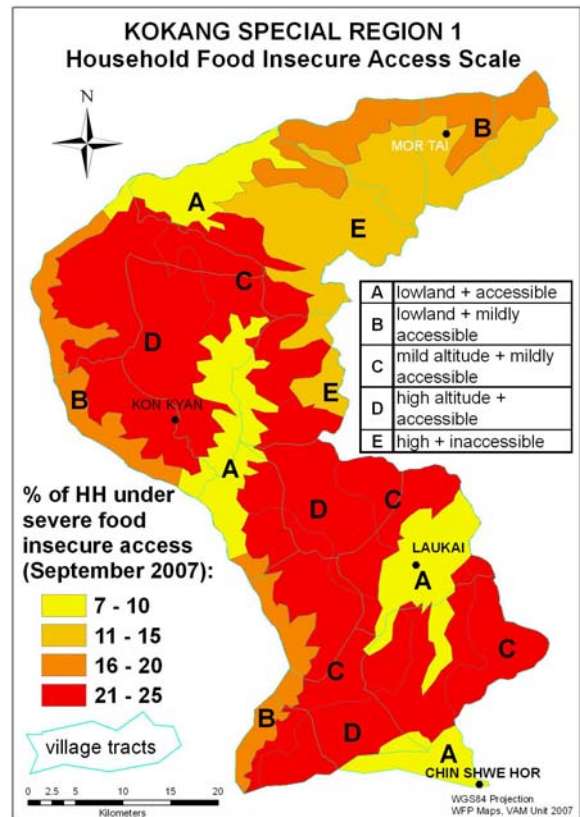 KOKANG SPECIAL REGION 1
Household Food Insecure Access Scale
N
B
MOR TAI
A
E
C
D
B
KON KYAN
E
A
A lowland + accessible
B lowland + mildly
accessible
C mild altitude + mildly
accessible
D high altitude +
accessible
E high + inaccessible
D
C
LAUKAI
A
C
C
B
D
A
CHIN SHWE HOR
% of HH under
severe food
insecure access
(September 2007):
7 - 10
11 - 15
16 - 20
21 - 25
village tracts
0 2.5 5 10 15 20
Kilometers
WGS84 Projection
WFP Maps, VAM Unit 2007